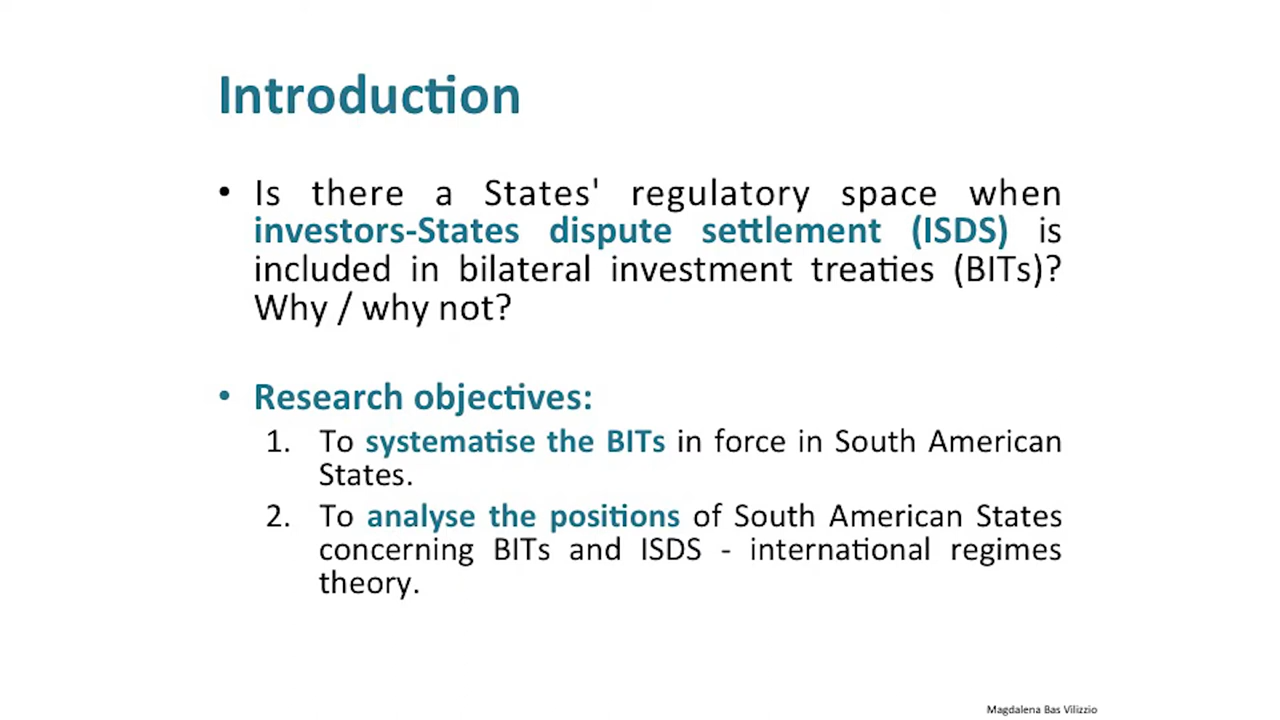 Introduction
• Is there a States' regulatory space when
investors-States dispute settlement (ISDS) is
included in bilateral investment treaties (BITs)?
Why / why not?
• Research objectives:
1. To systematise the BITs in force in South American
States.
2. To analyse the positions of South American States
concerning BITs and ISDS - international regimes
theory.
Magdalena Bas Vilizzio